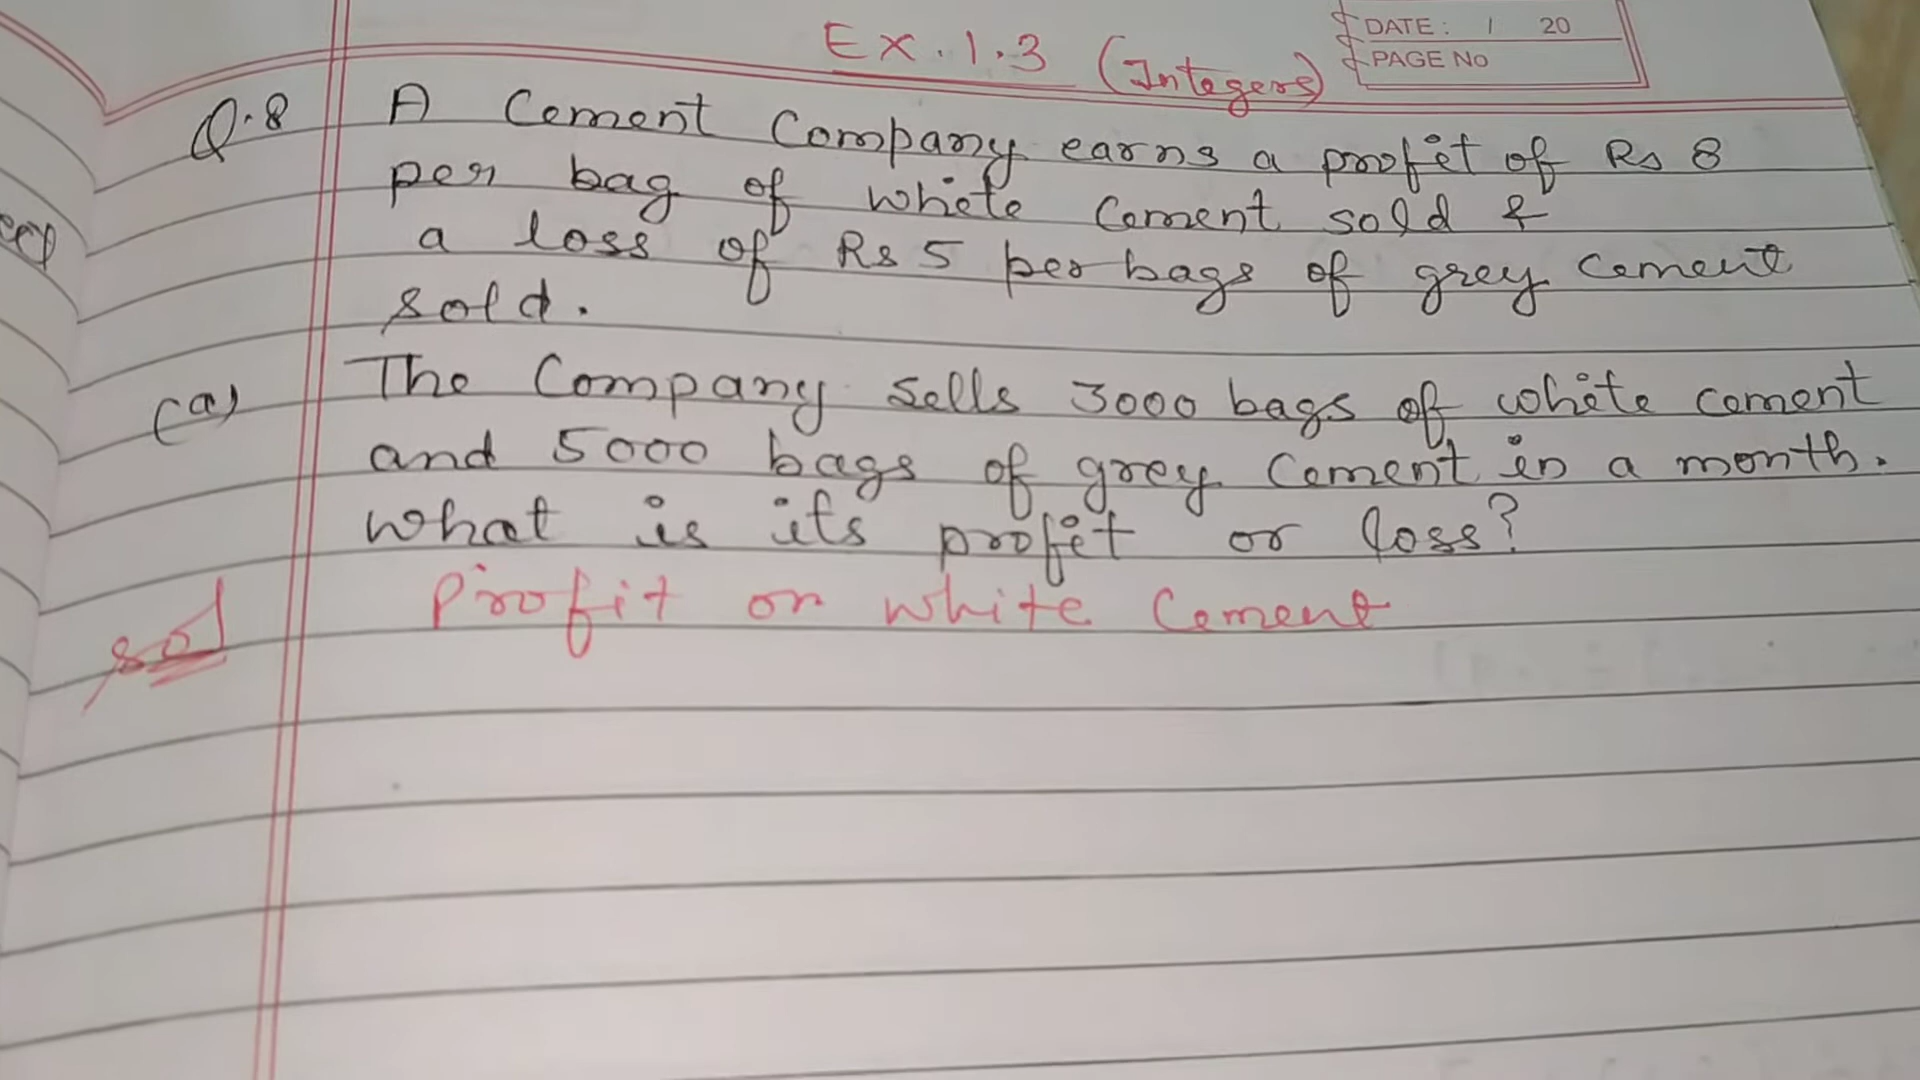 Ex. 1.3 (Integers)
DATE: / 20
PAGE No
Q.8 A Cement Company earns a profit of Rs 8
per bag of white Cement sold &
a loss of Rs 5 per bags of grey cement
sold.
(a) The Company sells 3000 bags of white cement
and 5000 bags of grey Cement in a month.
what is its profit or loss?
sol Profit on white Cement